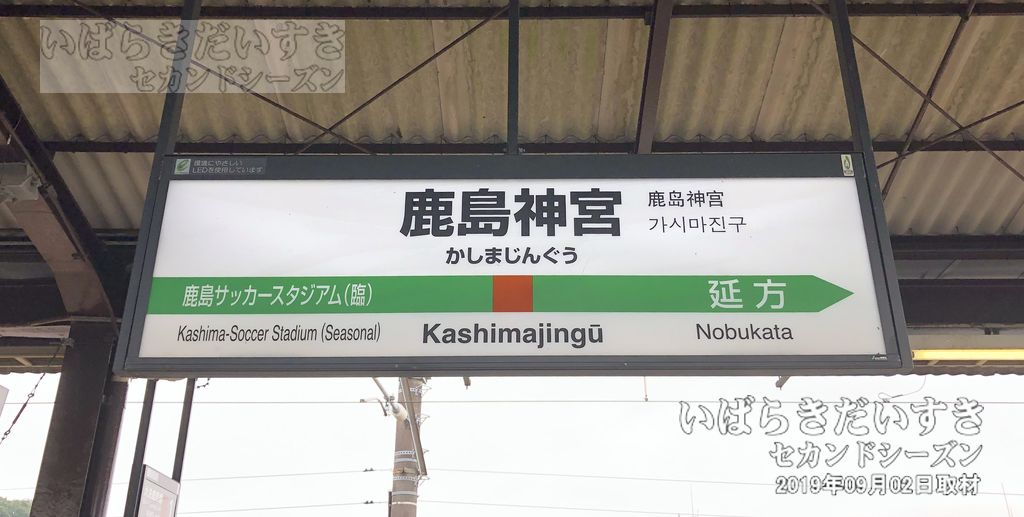 いばらきだいすき
セカンドシーズン
環境にやさしい
LEDを使用しています
鹿島神宮
鹿岛神宫
가시마진구
かしまじんぐう
鹿島サッカースタジアム(臨)
延方
Kashima-Soccer Stadium (Seasonal)
Kashimajingū
Nobukata
いばらきだいすき
セカンドシーズン
2019年09月02日取材